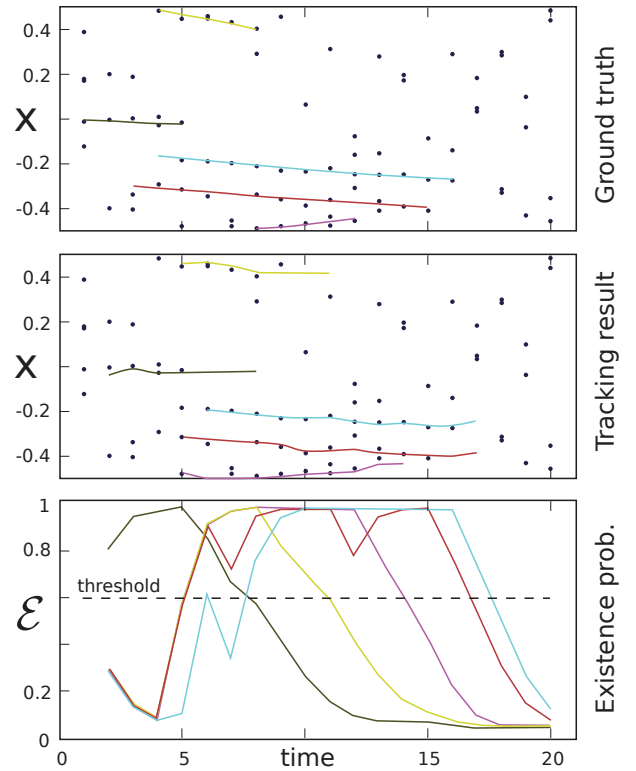 0.4
0.2
X
-0.2
-0.4
Ground truth
0.4
0.2
X
-0.2
-0.4
Tracking result
1
0.8
threshold
ℰ
0.2
0
Existence prob.
0 5 time 10 15 20